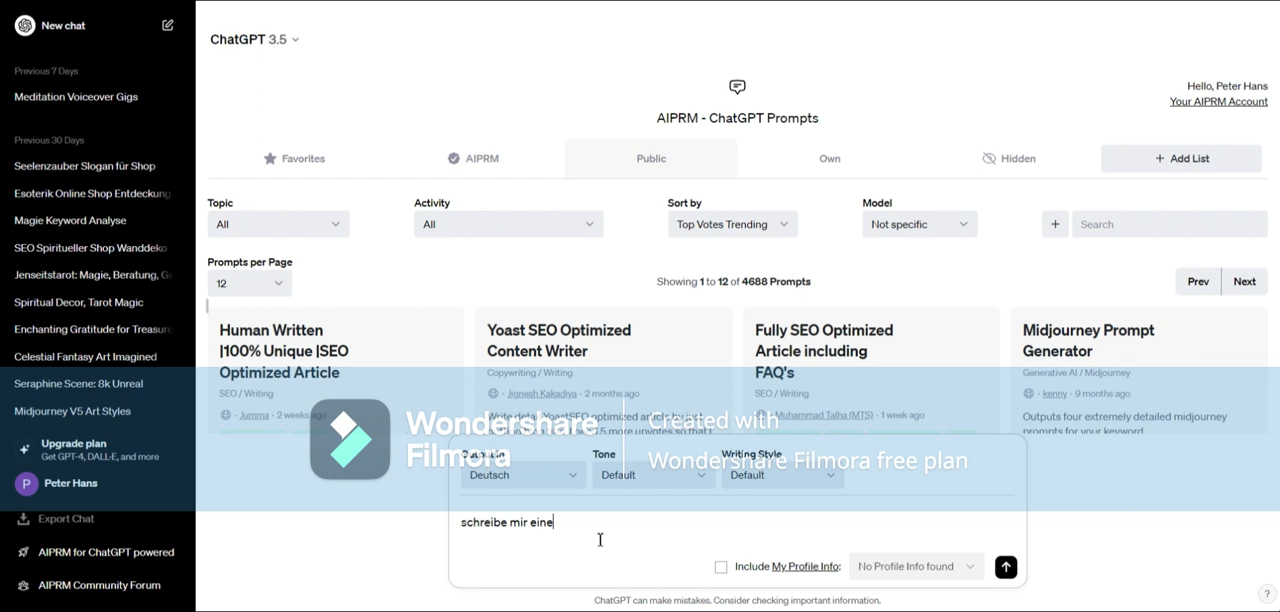 New chat
Previous 7 Days
Meditation Voiceover Gigs
Previous 30 Days
Seelenzauber Slogan für Shop
Esoterik Online Shop Entdeckung
Magie Keyword Analyse
SEO Spiritueller Shop Wanddeko
Jenseitstarot: Magie, Beratung, Ge
Spiritual Decor, Tarot Magic
Enchanting Gratitude for Treasure
Celestial Fantasy Art Imagined
Seraphine Scene: 8k Unreal
Midjourney V5 Art Styles
Upgrade plan
Get GPT-4, DALL·E, and more
P Peter Hans
Export Chat
AIPRM for ChatGPT powered
AIPRM Community Forum
ChatGPT 3.5
Hello, Peter Hans
Your AIPRM Account
AIPRM - ChatGPT Prompts
Favorites AIPRM Public Own Hidden + Add List
Topic Activity Sort by Model
All All Top Votes Trending Not specific + Search
Prompts per Page
12 Showing 1 to 12 of 4688 Prompts Prev Next
Human Written
|100% Unique |SEO
Optimized Article
SEO / Writing
Jumma · 2 weeks ago
Yoast SEO Optimized
Content Writer
Copywriting / Writing
Jignesh Kakadiya · 2 months ago
Write detail YoastSEO optimized article by just
Fully SEO Optimized
Article including
FAQ's
SEO / Writing
Muhammad Talha (MTS) · 1 week ago
Midjourney Prompt
Generator
Generative AI / Midjourney
kenny · 9 months ago
Outputs four extremely detailed midjourney
prompts for your keyword.
Wondershare
Filmora
Created with
Wondershare Filmora free plan
Output in Tone Writing Style
Deutsch Default Default
schreibe mir eine
Include My Profile Info: No Profile Info found
ChatGPT can make mistakes. Consider checking important information.
?